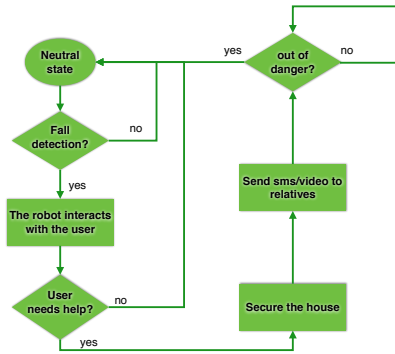 Neutral
state
yes
out of
danger?
no
Fall
detection?
no
yes
The robot interacts
with the user
Send sms/video to
relatives
User
needs help?
no
Secure the house
yes